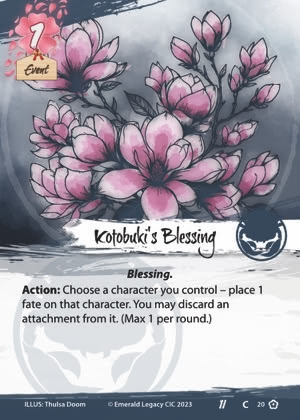 1
Event
Kotobuki's Blessing
Blessing.
Action: Choose a character you control – place 1
fate on that character. You may discard an
attachment from it. (Max 1 per round.)
ILLUS: Thulsa Doom © Emerald Legacy CIC 2023 C 20